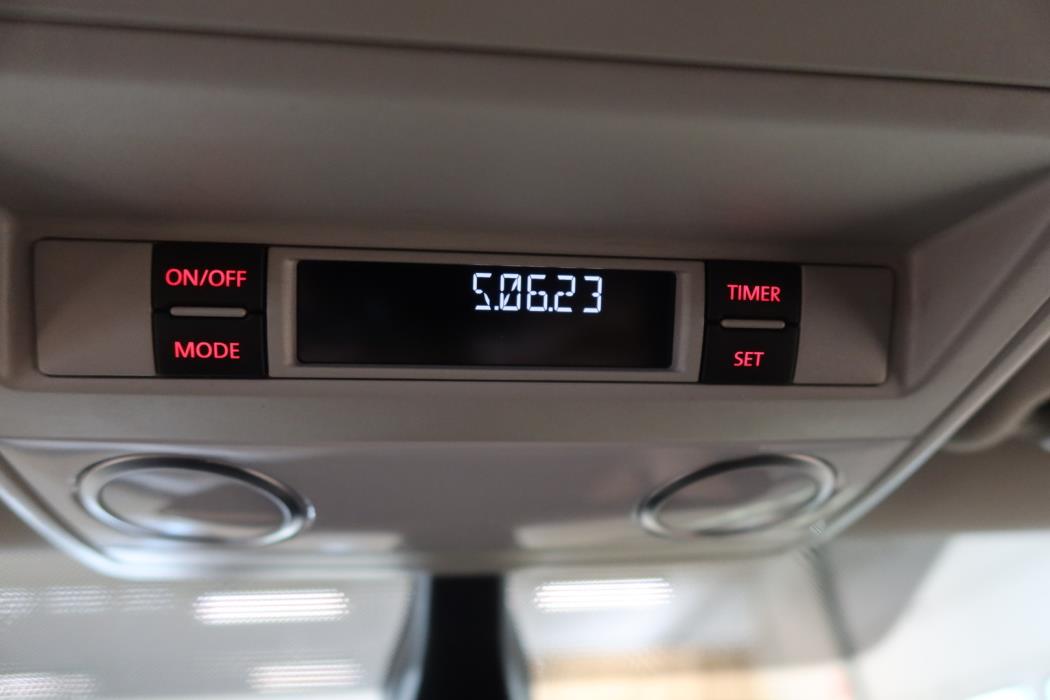 ON/OFF
MODE
5.06.23
TIMER
SET